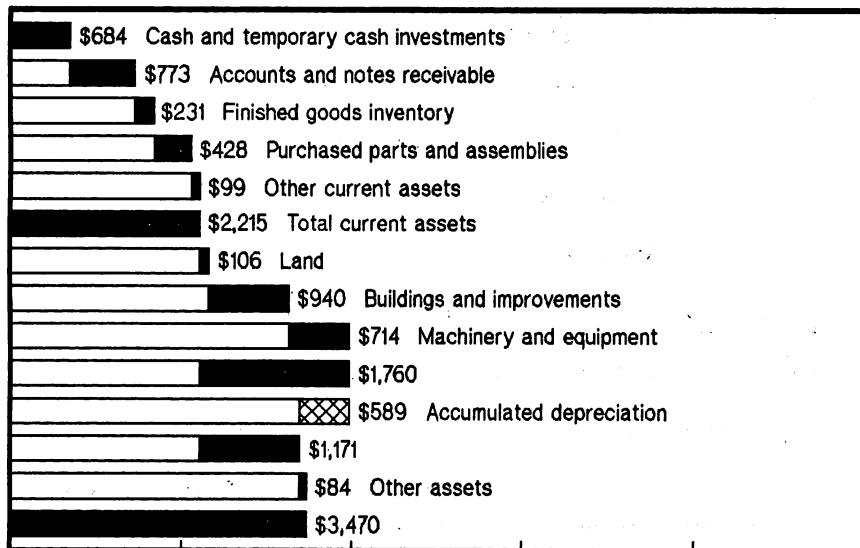 $684 Cash and temporary cash investments
$773 Accounts and notes receivable
$231 Finished goods inventory
$428 Purchased parts and assemblies
$99 Other current assets
$2,215 Total current assets
$106 Land
$940 Buildings and improvements
$714 Machinery and equipment
$1,760
$589 Accumulated depreciation
$1,171
$84 Other assets
$3,470